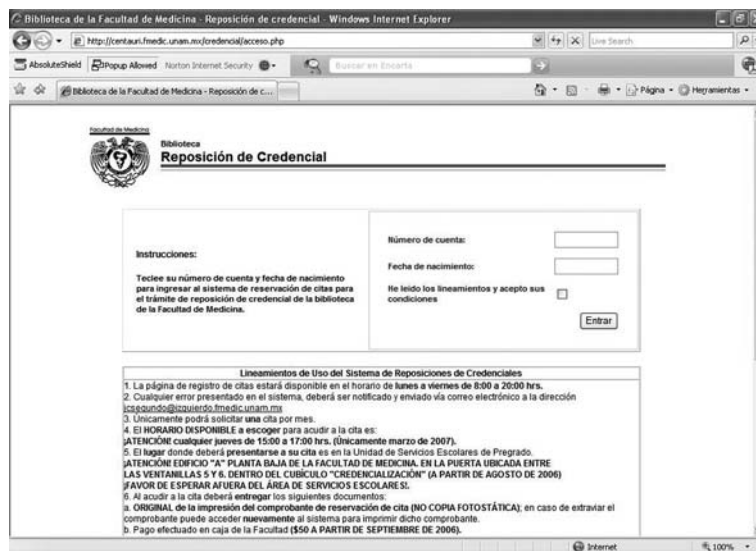 Biblioteca de la Facultad de Medicina - Reposición de credencial - Windows Internet Explorer
http://centauri.fmedic.unam.mx/credencial/acceso.php
Live Search
AbsoluteShield Popup Allowed Norton Internet Security Buscar en Encarta
Biblioteca de la Facultad de Medicina - Reposición de c... Página Herramientas
Facultad de Medicina
Biblioteca
Reposición de Credencial
Instrucciones:
Teclee su número de cuenta y fecha de nacimiento
para ingresar al sistema de reservación de citas para
el trámite de reposición de credencial de la biblioteca
de la Facultad de Medicina.
Número de cuenta:
Fecha de nacimiento:
He leido los lineamientos y acepto sus
condiciones
Entrar
Lineamientos de Uso del Sistema de Reposiciones de Credenciales
1. La página de registro de citas estará disponible en el horario de lunes a viernes de 8:00 a 20:00 hrs.
2. Cualquier error presentado en el sistema, deberá ser notificado y enviado vía correo electrónico a la dirección
jcsegundo@izquierdo.fmedic.unam.mx
3. Únicamente podrá solicitar una cita por mes.
4. El HORARIO DISPONIBLE a escoger para acudir a la cita es:
¡ATENCIÓN! cualquier jueves de 15:00 a 17:00 hrs. (Únicamente marzo de 2007).
5. El lugar donde deberá presentarse a su cita es en la Unidad de Servicios Escolares de Pregrado.
¡ATENCIÓN! EDIFICIO "A" PLANTA BAJA DE LA FACULTAD DE MEDICINA. EN LA PUERTA UBICADA ENTRE
LAS VENTANILLAS 5 Y 6. DENTRO DEL CUBÍCULO "CREDENCIALIZACIÓN" (A PARTIR DE AGOSTO DE 2006)
¡FAVOR DE ESPERAR AFUERA DEL ÁREA DE SERVICIOS ESCOLARES!.
6. Al acudir a la cita deberá entregar los siguientes documentos:
a. ORIGINAL de la impresión del comprobante de reservación de cita (NO COPIA FOTOSTÁTICA); en caso de extraviar el
comprobante puede acceder nuevamente al sistema para imprimir dicho comprobante.
b. Pago efectuado en caja de la Facultad ($50 A PARTIR DE SEPTIEMBRE DE 2006).
Internet 100%